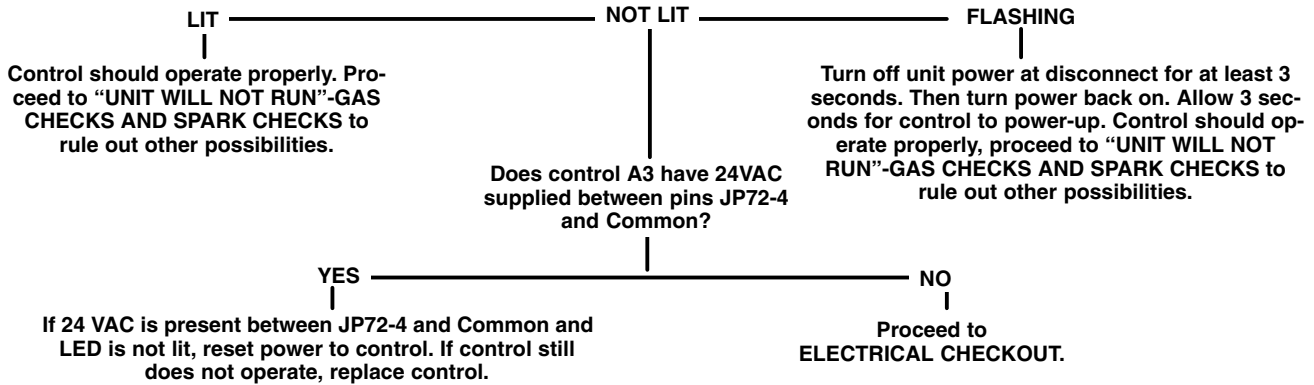 LIT
NOT LIT
FLASHING
Control should operate properly. Pro-
ceed to “UNIT WILL NOT RUN”-GAS
CHECKS AND SPARK CHECKS to
rule out other possibilities.
Turn off unit power at disconnect for at least 3
seconds. Then turn power back on. Allow 3 sec-
onds for control to power-up. Control should op-
erate properly, proceed to “UNIT WILL NOT
RUN”-GAS CHECKS AND SPARK CHECKS to
rule out other possibilities.
Does control A3 have 24VAC
supplied between pins JP72-4
and Common?
YES
NO
If 24 VAC is present between JP72-4 and Common and
LED is not lit, reset power to control. If control still
does not operate, replace control.
Proceed to
ELECTRICAL CHECKOUT.